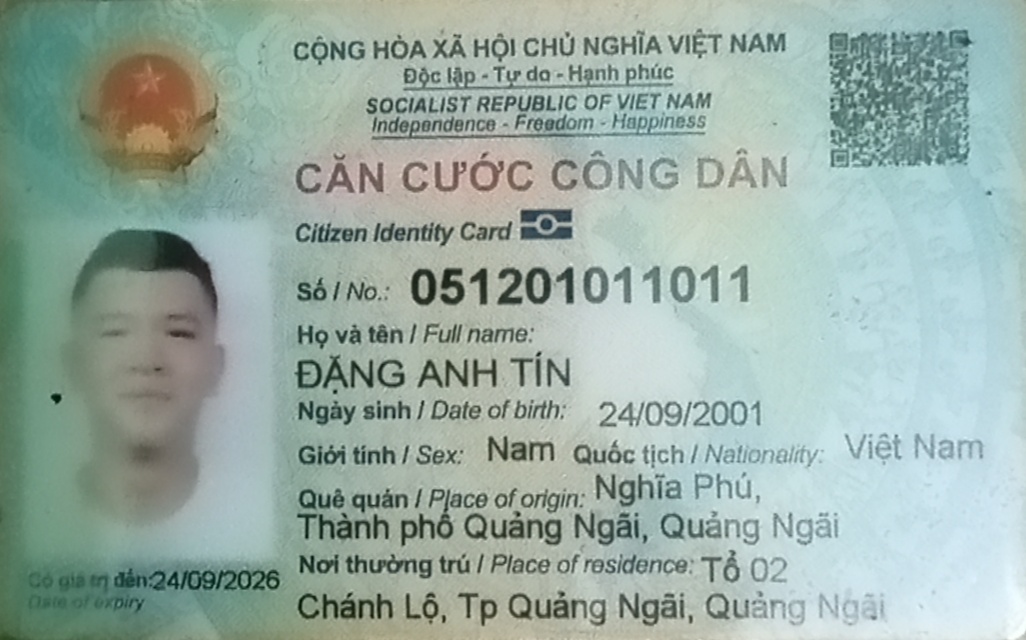 CỘNG HÒA XÃ HỘI CHỦ NGHĨA VIỆT NAM
Độc lập - Tự do - Hạnh phúc
SOCIALIST REPUBLIC OF VIET NAM
Independence - Freedom - Happiness
CĂN CƯỚC CÔNG DÂN
Citizen Identity Card
Số / No.: 051201011011
Họ và tên / Full name:
ĐẶNG ANH TÍN
Ngày sinh / Date of birth: 24/09/2001
Giới tính / Sex: Nam Quốc tịch / Nationality: Việt Nam
Quê quán / Place of origin: Nghĩa Phú,
Thành phố Quảng Ngãi, Quảng Ngãi
Nơi thường trú / Place of residence: Tổ 02
Chánh Lộ, Tp Quảng Ngãi, Quảng Ngãi
Có giá trị đến: 24/09/2026
Date of expiry